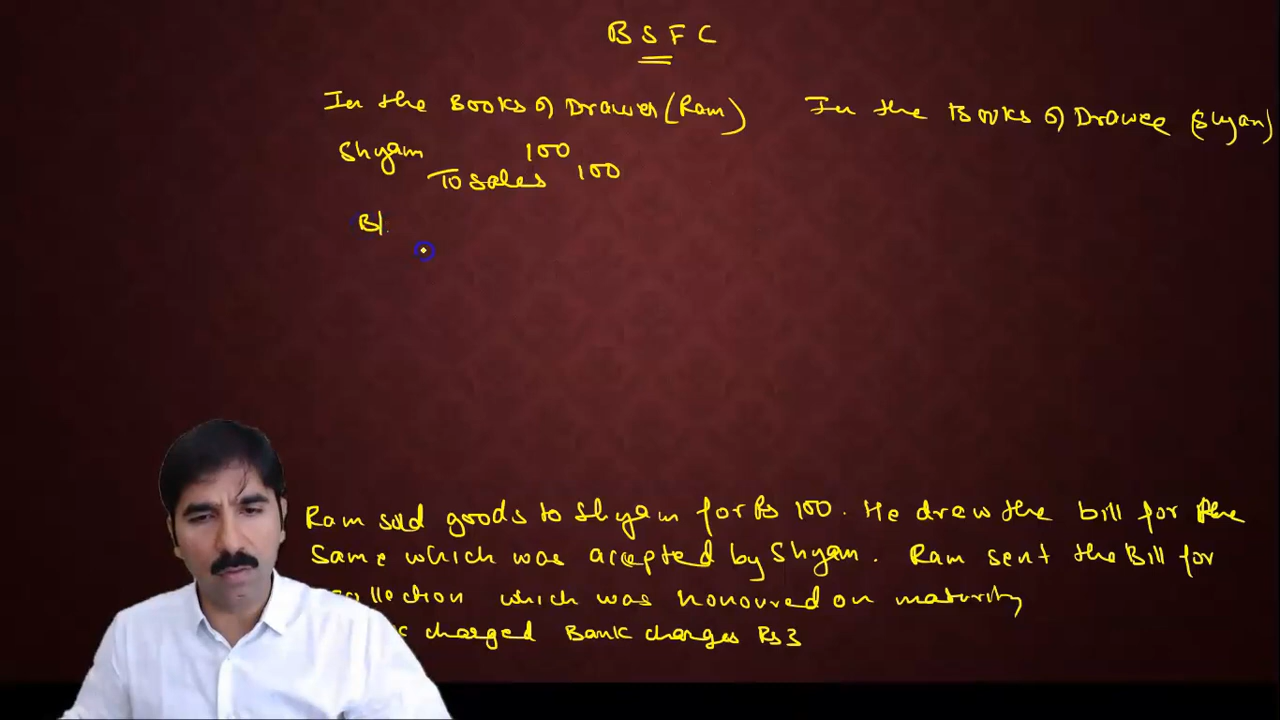 BSFC
In the Books of Drawer (Ram)
In the Books of Drawee (Shyam)
Shyam 100
To Sales 100
B/
Ram sold goods to Shyam for Rs 100. He draw the bill for the
same which was accepted by Shyam. Ram sent the Bill for
collection which was honoured on maturity
charged Bank charges Rs 3